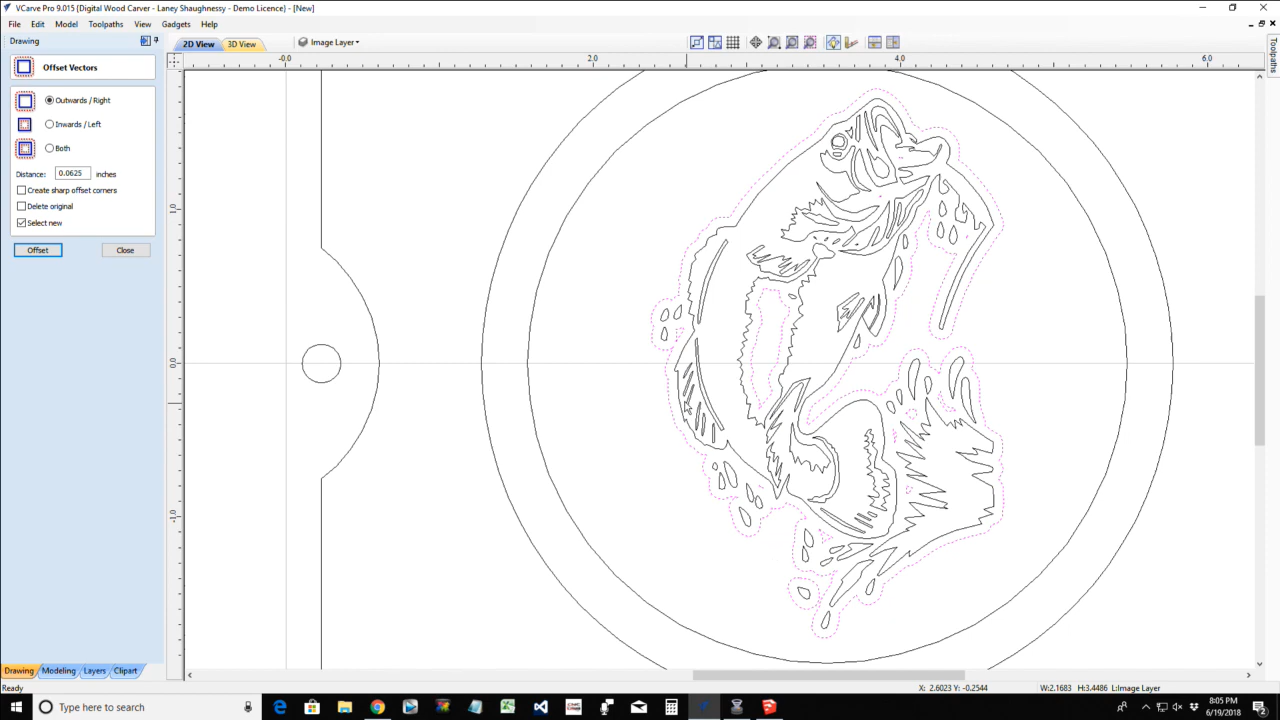 VCarve Pro 9.015 [Digital Wood Carver - Laney Shaughnessy - Demo Licence] - [New]
File Edit Model Toolpaths View Gadgets Help
Drawing
2D View 3D View Image Layer
Offset Vectors
Outwards / Right
Inwards / Left
Both
Distance: 0.0625 inches
Create sharp offset corners
Delete original
Select new
Offset Close
-0.0 2.0 4.0 6.0
1.0
0.0
-1.0
Toolpaths
Drawing Modeling Layers Clipart
Ready
X: 2.6023 Y: -0.2544 W:2.1683 H:3.4486 L:Image Layer
Type here to search
8:05 PM
6/19/2018
2